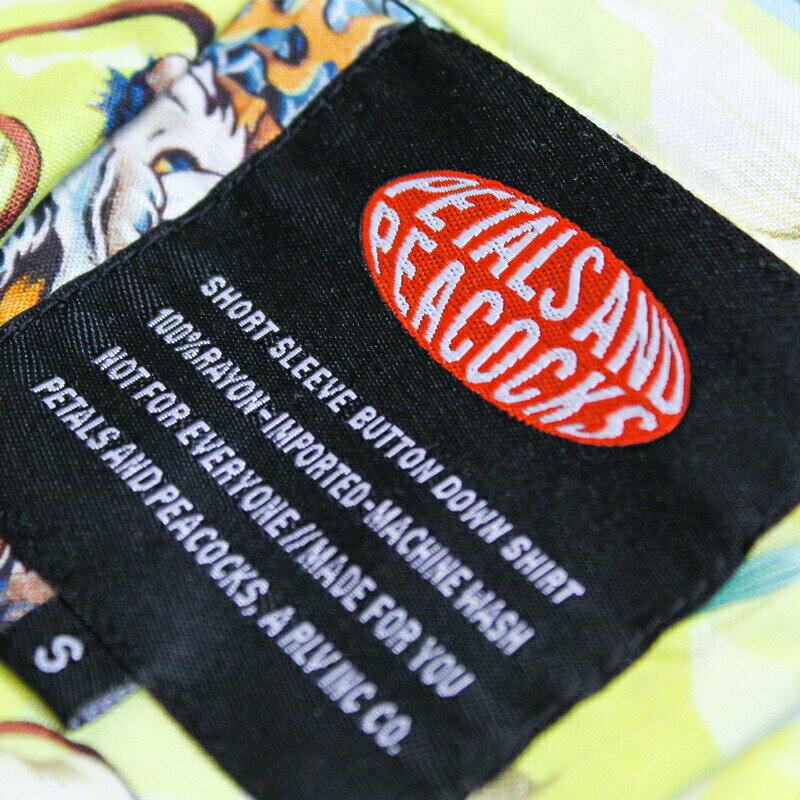 PETALS AND
PEACOCKS
SHORT SLEEVE BUTTON DOWN SHIRT
100%RAYON-IMPORTED-MACHINE WASH
NOT FOR EVERYONE//MADE FOR YOU
PETALS AND PEACOCKS, A RLV INC CO.
S